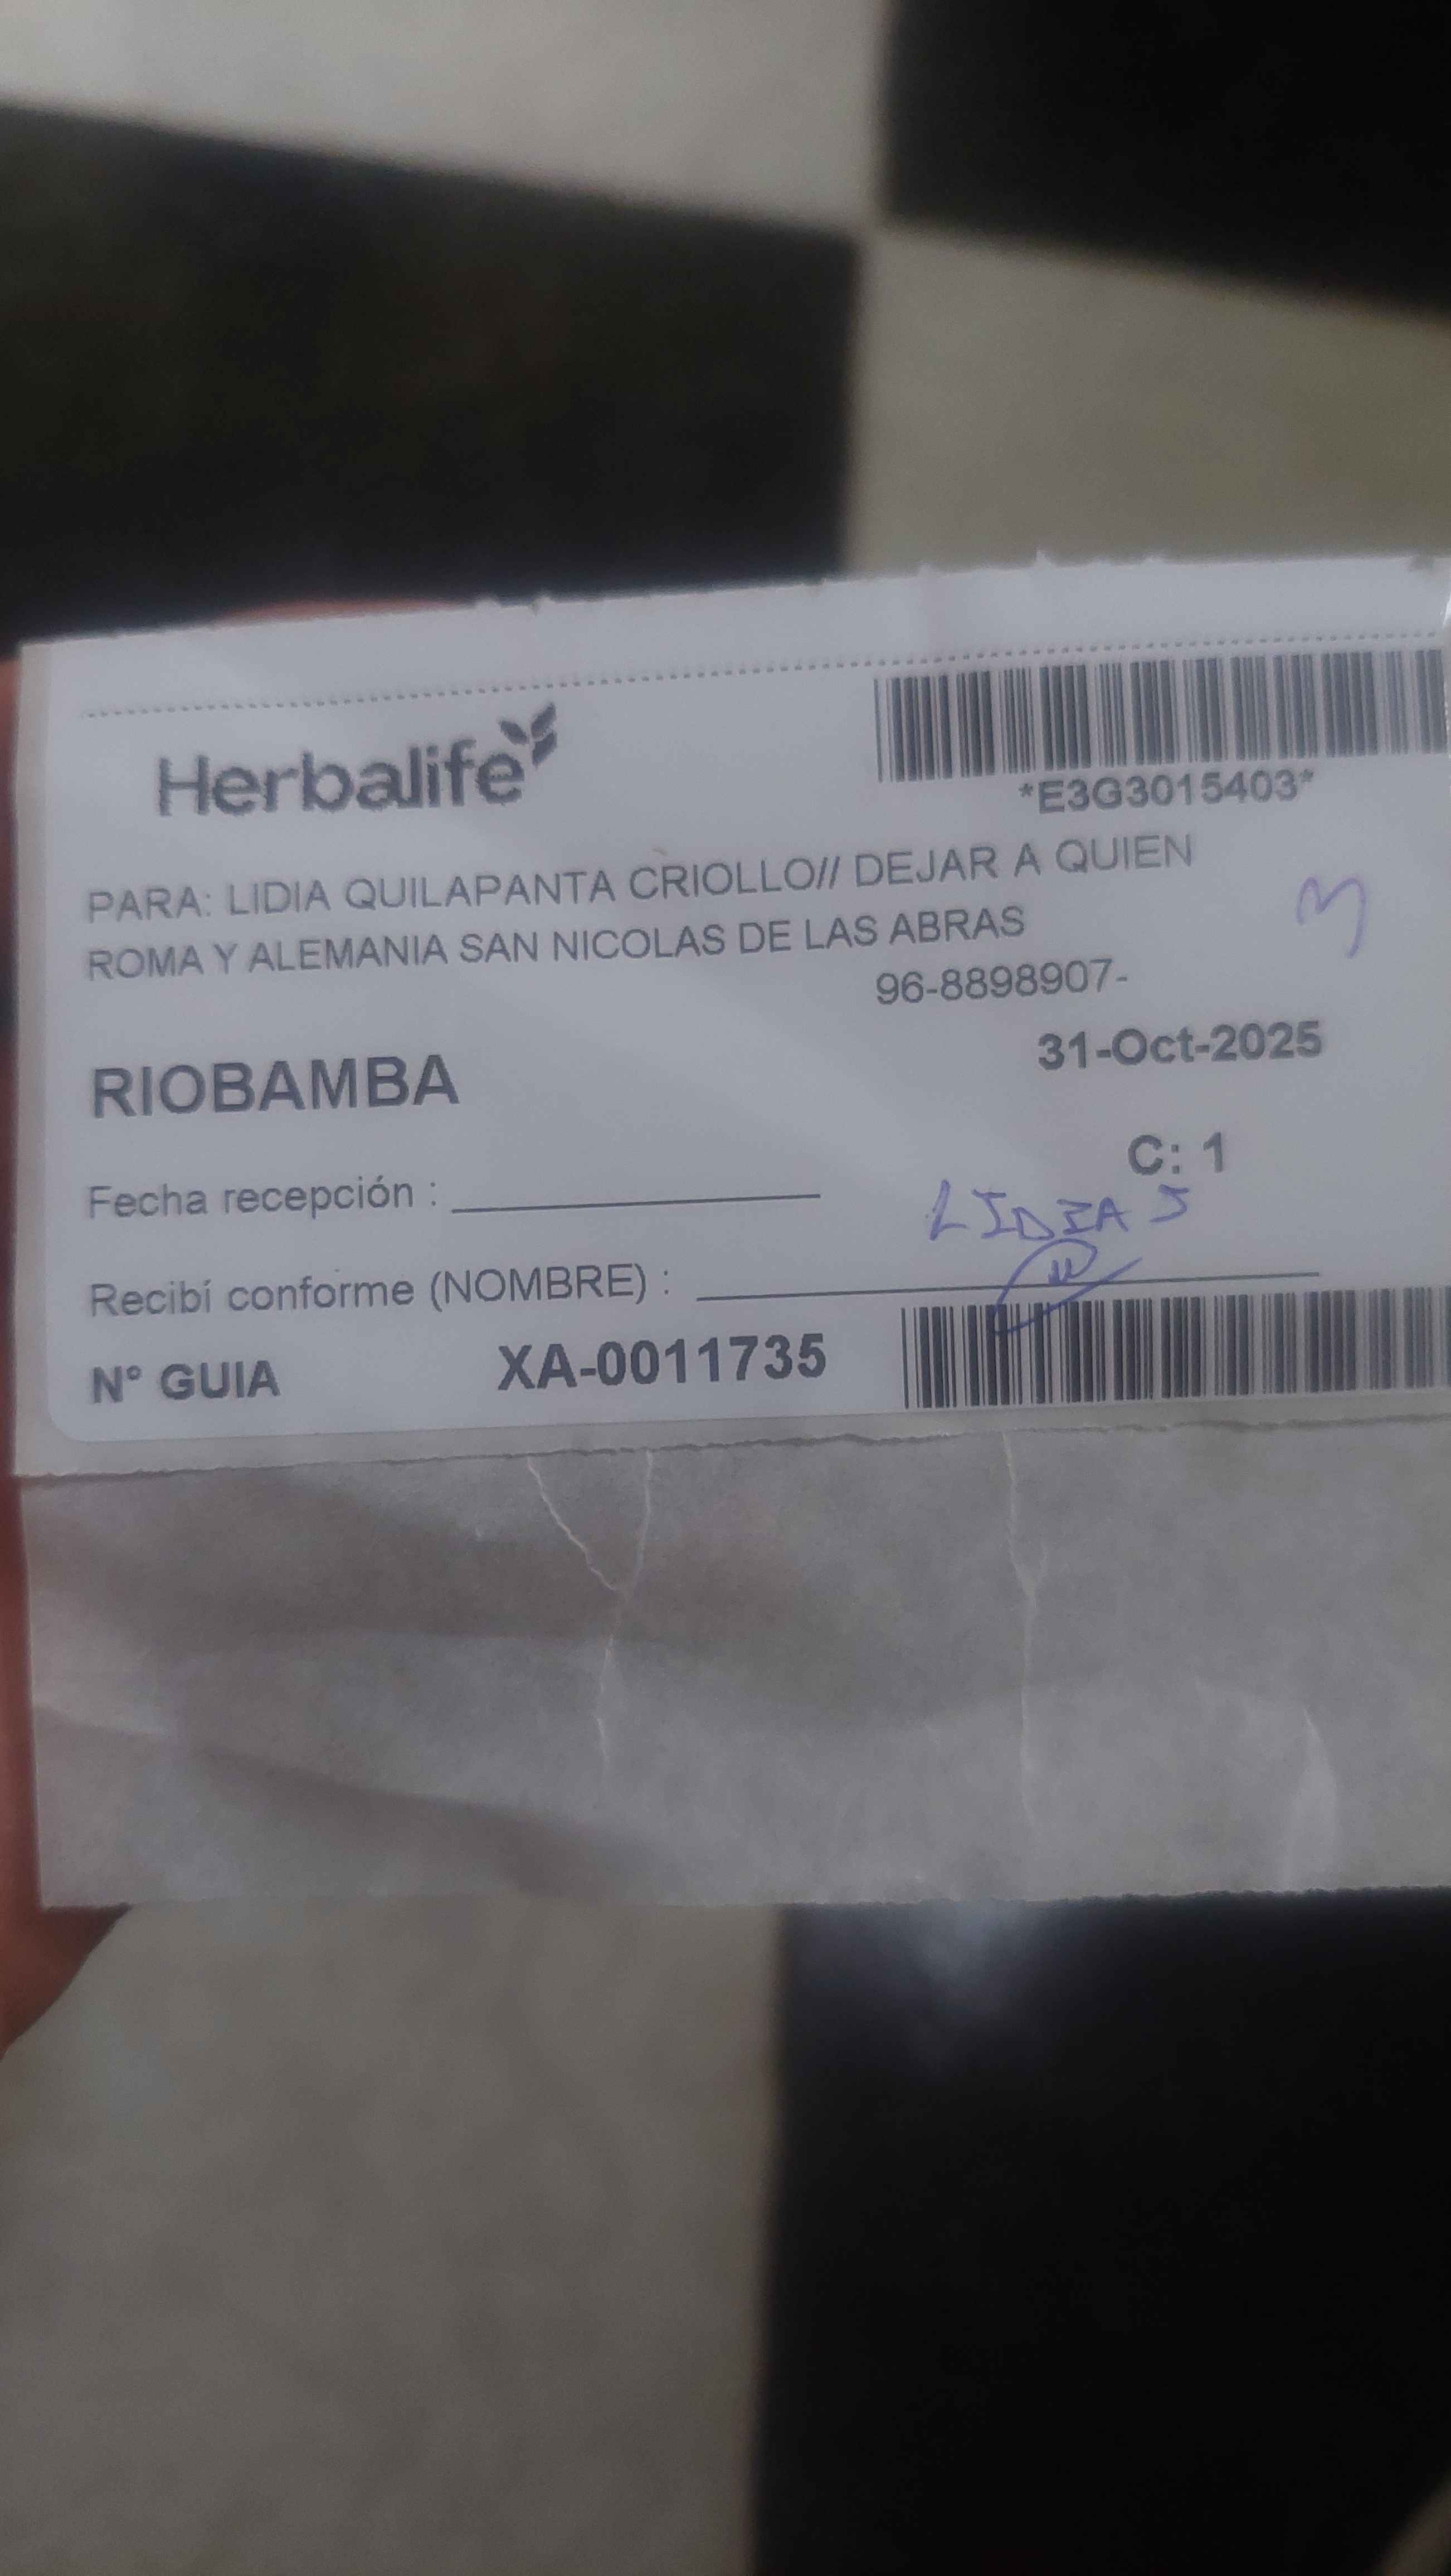 Herbalife
*E3G3015403*
PARA: LIDIA QUILAPANTA CRIOLLO// DEJAR A QUIEN
ROMA Y ALEMANIA SAN NICOLAS DE LAS ABRAS
96-8898907-
31-Oct-2025
RIOBAMBA
C: 1
Fecha recepción :
LIDIA J
Recibí conforme (NOMBRE) :
N° GUIA XA-0011735